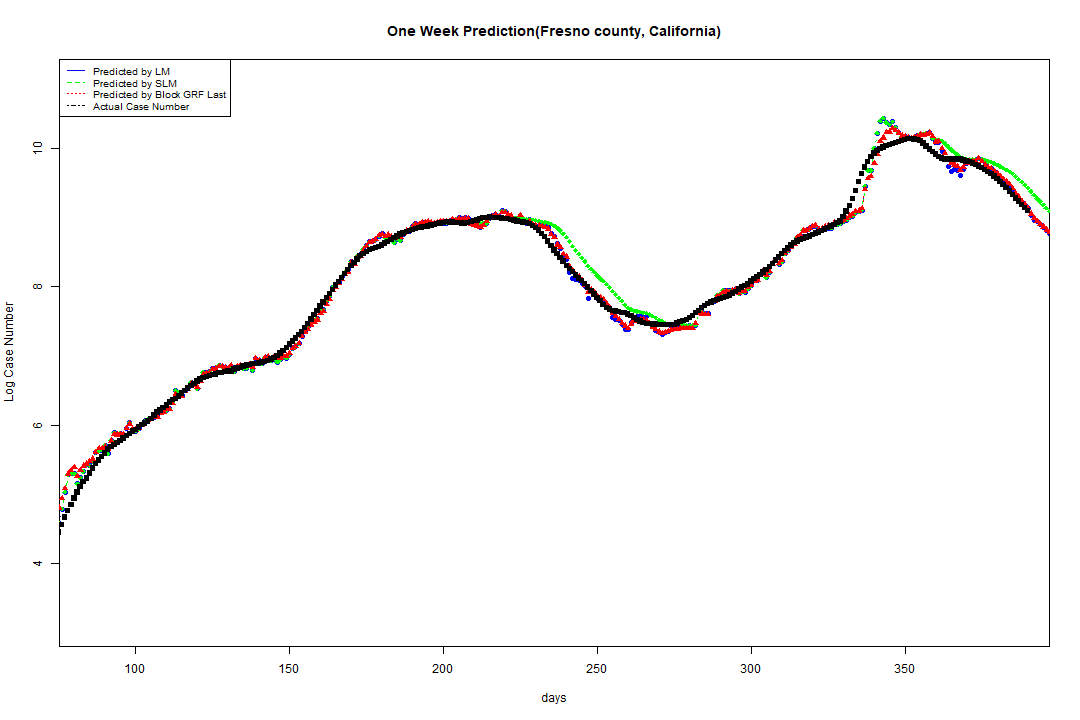 One Week Prediction(Fresno county, California)
Predicted by LM
Predicted by SLM
Predicted by Block GRF Last
Actual Case Number
10
8
6
4
Log Case Number
100 150 200 250 300 350
days